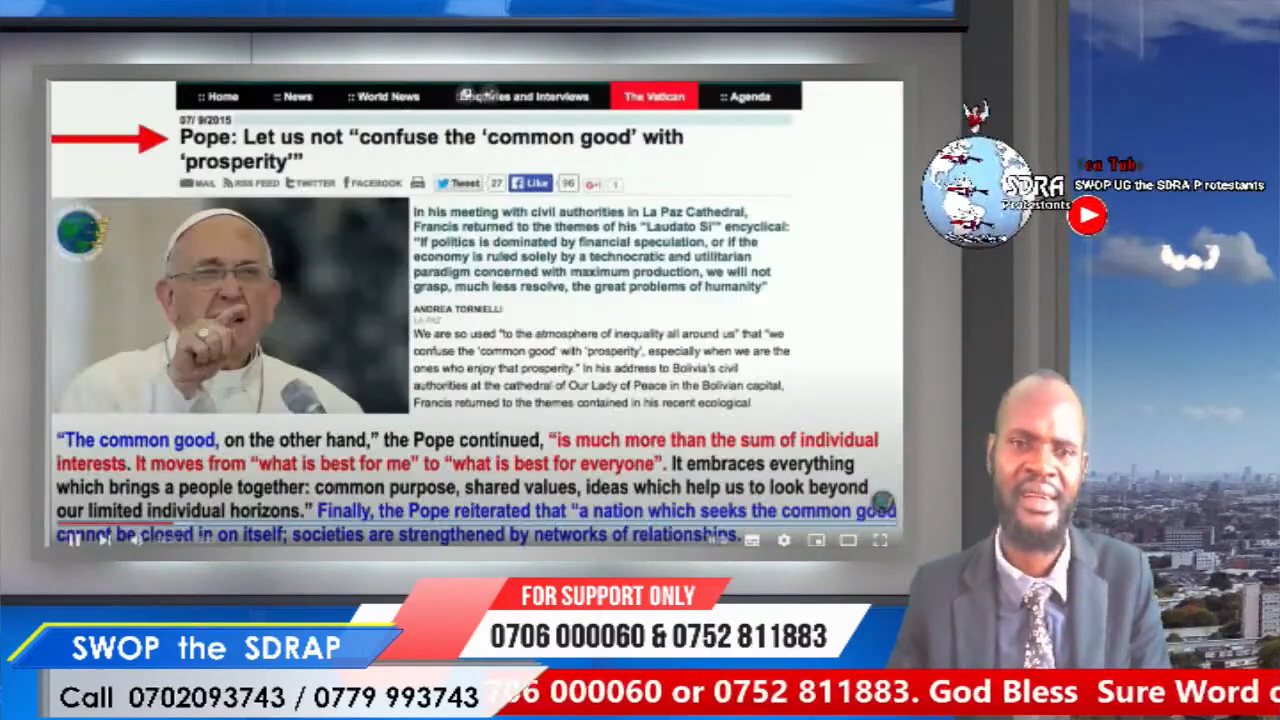 :: Home :: News :: World News and Interviews The Vatican :: Agenda
07/ 9/2015
Pope: Let us not “confuse the ‘common good’ with
‘prosperity’”
MAIL RSS FEED TWITTER FACEBOOK Tweet 27 Like 96 G+1 1
In his meeting with civil authorities in La Paz Cathedral,
Francis returned to the themes of his “Laudato Si’” encyclical:
“If politics is dominated by financial speculation, or if the
economy is ruled solely by a technocratic and utilitarian
paradigm concerned with maximum production, we will not
grasp, much less resolve, the great problems of humanity”
ANDREA TORNIELLI
LA PAZ
We are so used “to the atmosphere of inequality all around us” that “we
confuse the ‘common good’ with ‘prosperity’, especially when we are the
ones who enjoy that prosperity.” In his address to Bolivia’s civil
authorities at the cathedral of Our Lady of Peace in the Bolivian capital,
Francis returned to the themes contained in his recent ecological
“The common good, on the other hand,” the Pope continued, “is much more than the sum of individual
interests. It moves from “what is best for me” to “what is best for everyone”. It embraces everything
which brings a people together: common purpose, shared values, ideas which help us to look beyond
our limited individual horizons.” Finally, the Pope reiterated that “a nation which seeks the common good
cannot be closed in on itself; societies are strengthened by networks of relationships.
SDRA
Protestants
SWOP UG the SDRA Protestants
FOR SUPPORT ONLY
0706 000060 & 0752 811883
SWOP the SDRAP
Call 0702093743 / 0779 993743
000060 or 0752 811883. God Bless Sure Word